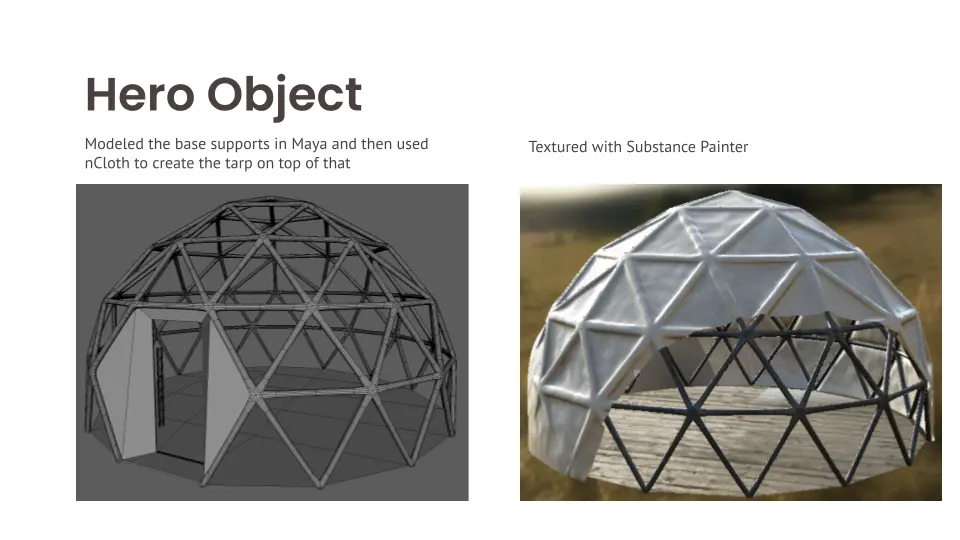 Hero Object
Modeled the base supports in Maya and then used
nCloth to create the tarp on top of that
Textured with Substance Painter